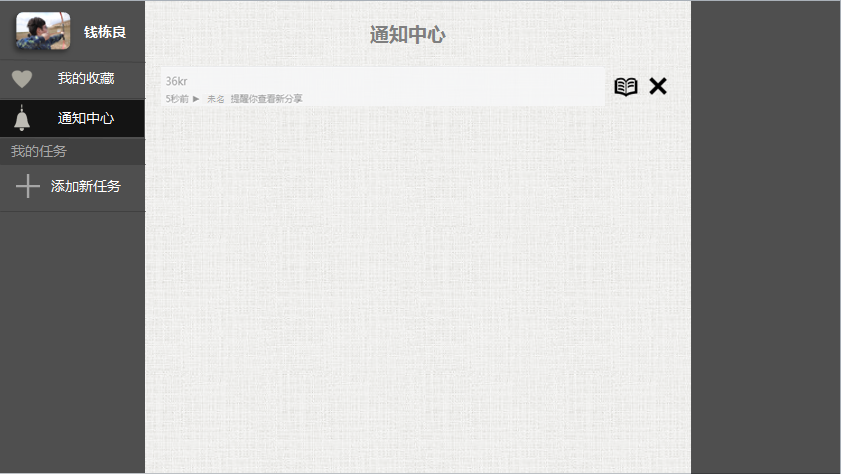 钱栋良
我的收藏
通知中心
我的任务
添加新任务
通知中心
36kr
5秒前 ▶ 未名 提醒你查看新分享